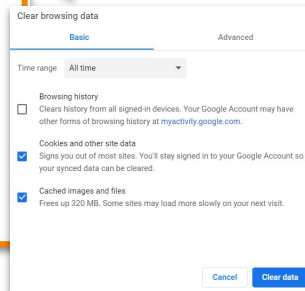 Clear browsing data
Basic
Advanced
Time range
All time
Browsing history
Clears history from all signed-in devices. Your Google Account may have
other forms of browsing history at myactivity.google.com.
Cookies and other site data
Signs you out of most sites. You'll stay signed in to your Google Account so
your synced data can be cleared.
Cached images and files
Frees up 320 MB. Some sites may load more slowly on your next visit.
Cancel
Clear data